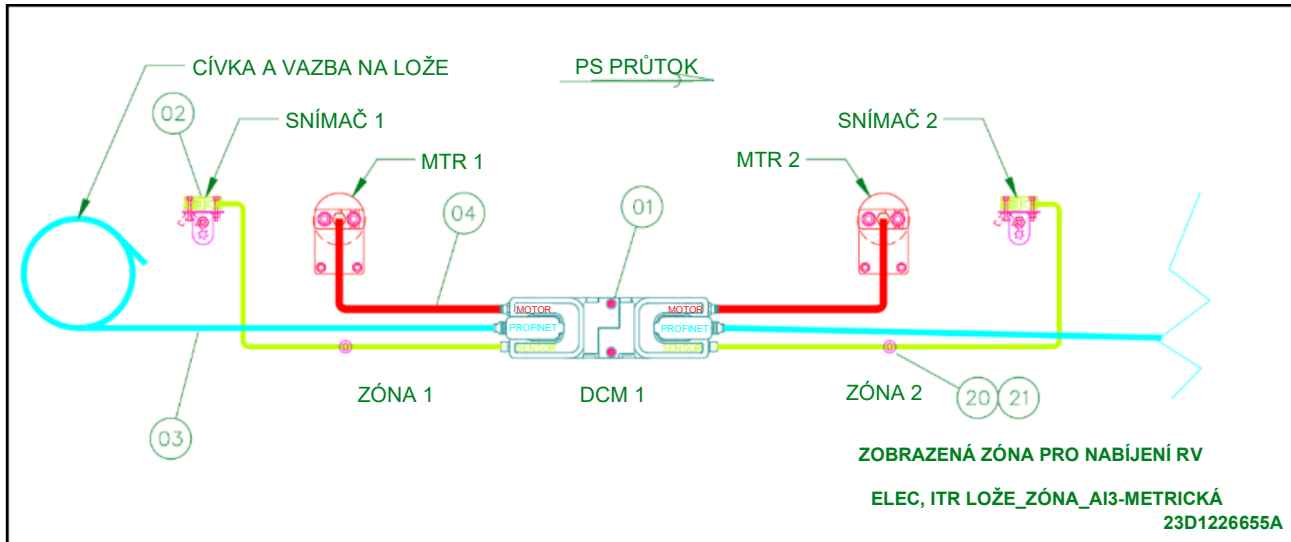 CÍVKA A VAZBA NA LOŽE
PS PRŮTOK
02
SNÍMAČ 1
SNÍMAČ 2
MTR 1
MTR 2
04
01
MOTOR
MOTOR
PROFINET
PROFINET
SENSOR
SENSOR
ZÓNA 1
DCM 1
ZÓNA 2
20
21
03
ZOBRAZENÁ ZÓNA PRO NABÍJENÍ RV
ELEC, ITR LOŽE_ZÓNA_AI3-METRICKÁ
23D1226655A